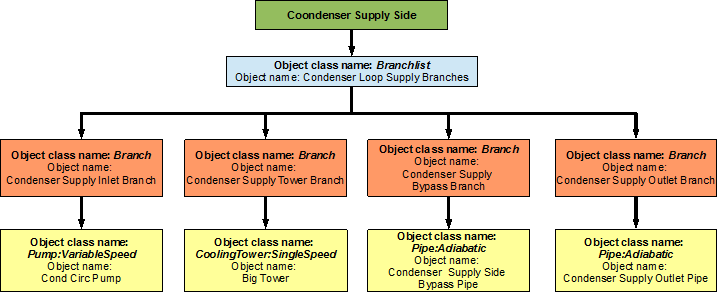 Coondenser Supply Side
Object class name: Branchlist
Object name: Condenser Loop Supply Branches
Object class name: Branch
Object name:
Condenser Supply Inlet Branch
Object class name: Branch
Object name:
Condenser Supply Tower Branch
Object class name: Branch
Object name:
Condenser Supply
Bypass Branch
Object class name: Branch
Object name:
Condenser Supply Outlet Branch
Object class name:
Pump:VariableSpeed
Object name:
Cond Circ Pump
Object class name:
CoolingTower:SingleSpeed
Object name:
Big Tower
Object class name:
Pipe:Adiabatic
Object name:
Condenser Supply Side
Bypass Pipe
Object class name:
Pipe:Adiabatic
Object name:
Condenser Supply Outlet Pipe